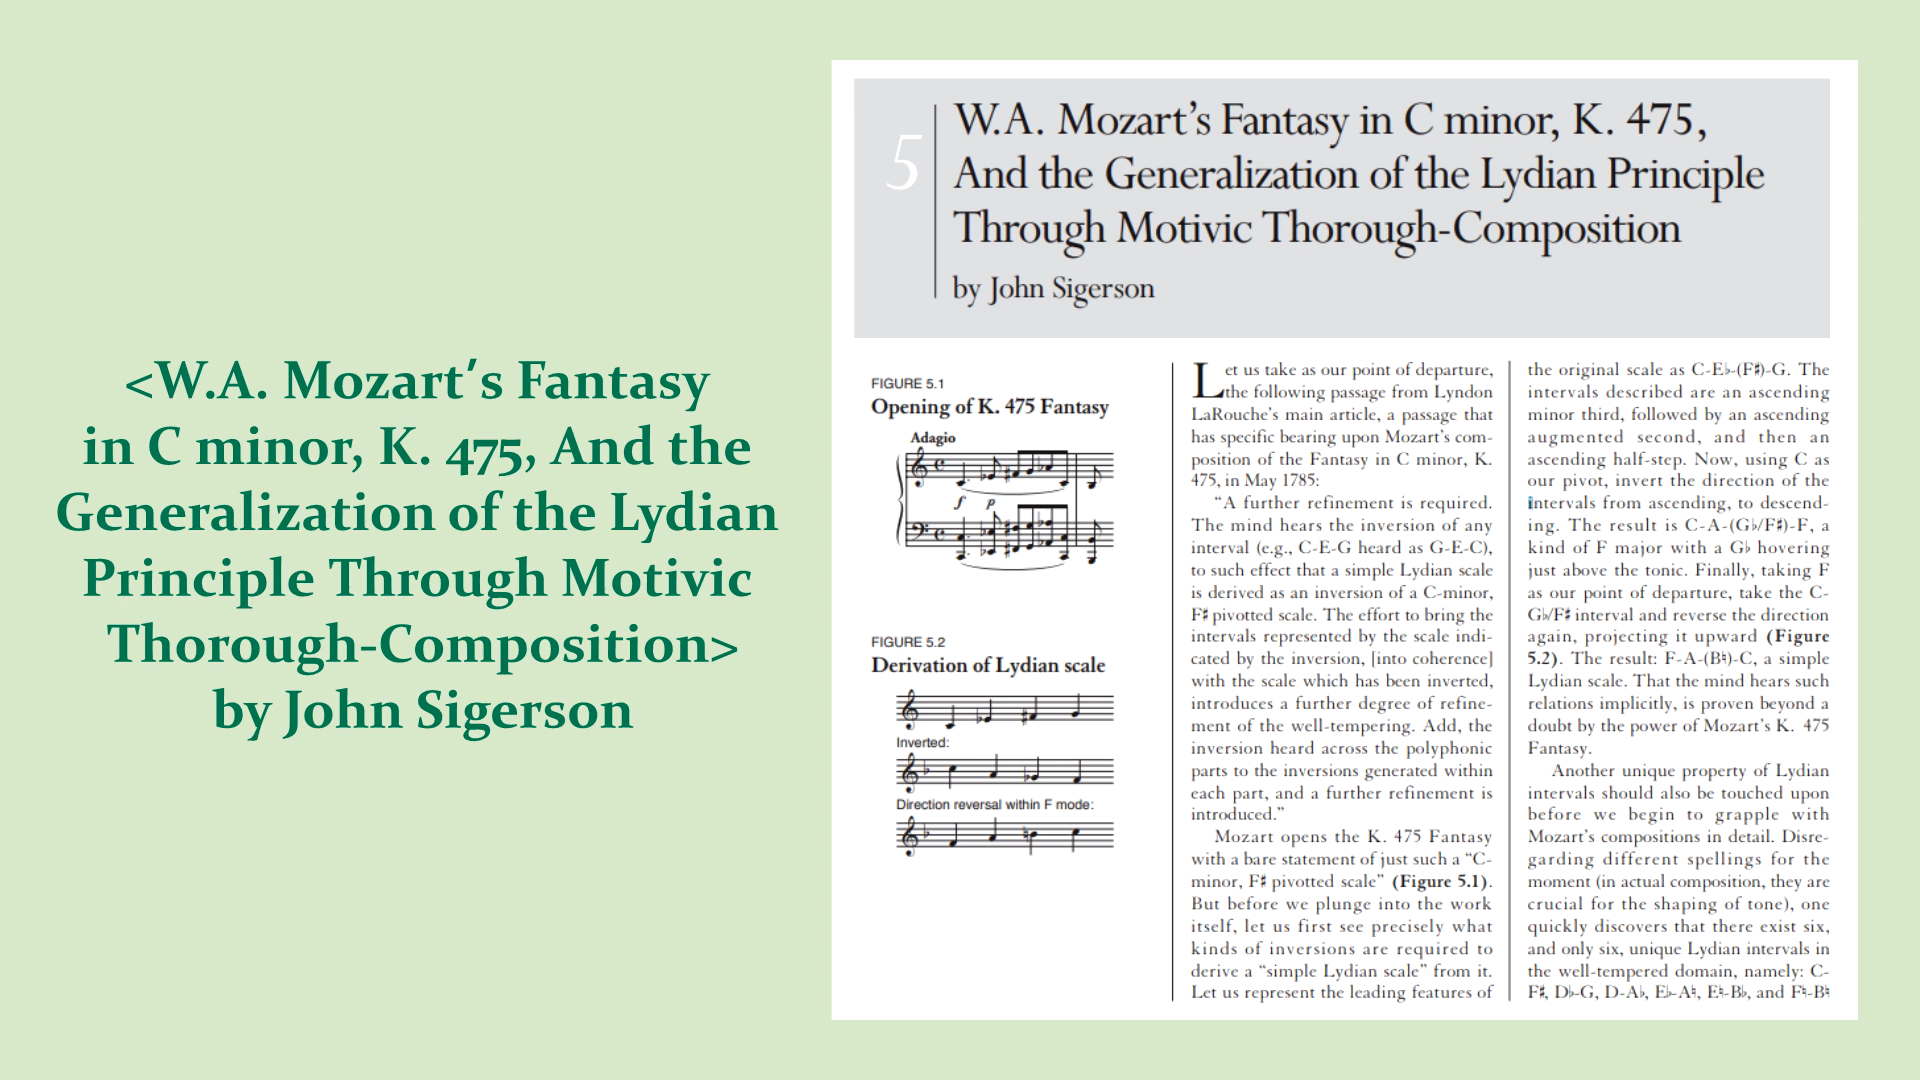 <W.A. Mozart's Fantasy
in C minor, K. 475, And the
Generalization of the Lydian
Principle Through Motivic
Thorough-Composition>
by John Sigerson
5
W.A. Mozart's Fantasy in C minor, K. 475,
And the Generalization of the Lydian Principle
Through Motivic Thorough-Composition
by John Sigerson
FIGURE 5.1
Opening of K. 475 Fantasy
Adagio
f p
FIGURE 5.2
Derivation of Lydian scale
Inverted:
Direction reversal within F mode:
Let us take as our point of departure,
the following passage from Lyndon
LaRouche's main article, a passage that
has specific bearing upon Mozart's com-
position of the Fantasy in C minor, K.
475, in May 1785:
"A further refinement is required.
The mind hears the inversion of any
interval (e.g., C-E-G heard as G-E-C),
to such effect that a simple Lydian scale
is derived as an inversion of a C-minor,
F♯ pivotted scale. The effort to bring the
intervals represented by the scale indi-
cated by the inversion, [into coherence]
with the scale which has been inverted,
introduces a further degree of refine-
ment of the well-tempering. Add, the
inversion heard across the polyphonic
parts to the inversions generated within
each part, and a further refinement is
introduced."
Mozart opens the K. 475 Fantasy
with a bare statement of just such a "C-
minor, F♯ pivotted scale" (Figure 5.1).
But before we plunge into the work
itself, let us first see precisely what
kinds of inversions are required to
derive a "simple Lydian scale" from it.
Let us represent the leading features of
the original scale as C-E♭-(F♯)-G. The
intervals described are an ascending
minor third, followed by an ascending
augmented second, and then an
ascending half-step. Now, using C as
our pivot, invert the direction of the
intervals from ascending, to descend-
ing. The result is C-A-(G♭/F♯)-F, a
kind of F major with a G♭ hovering
just above the tonic. Finally, taking F
as our point of departure, take the C-
G♭/F♯ interval and reverse the direction
again, projecting it upward (Figure
5.2). The result: F-A-(B♮)-C, a simple
Lydian scale. That the mind hears such
relations implicitly, is proven beyond a
doubt by the power of Mozart's K. 475
Fantasy.
Another unique property of Lydian
intervals should also be touched upon
before we begin to grapple with
Mozart's compositions in detail. Disre-
garding different spellings for the
moment (in actual composition, they are
crucial for the shaping of tone), one
quickly discovers that there exist six,
and only six, unique Lydian intervals in
the well-tempered domain, namely: C-
F♯, D♭-G, D-A♭, E♭-A♮, E♮-B♭, and F♮-B♮